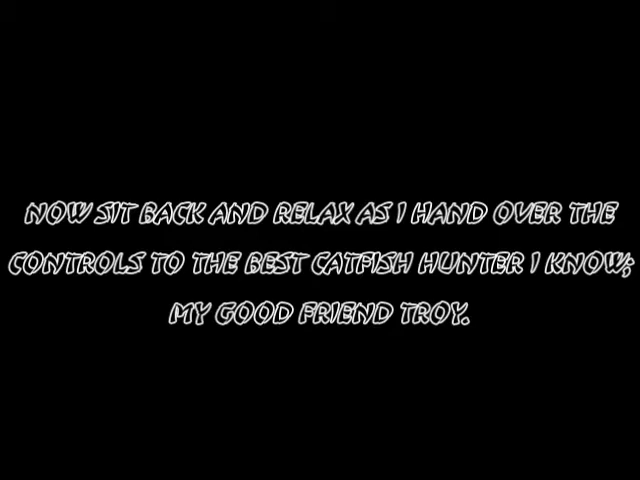 NOW SIT BACK AND RELAX AS I HAND OVER THE
CONTROLS TO THE BEST CATFISH HUNTER I KNOW;
MY GOOD FRIEND TROY.